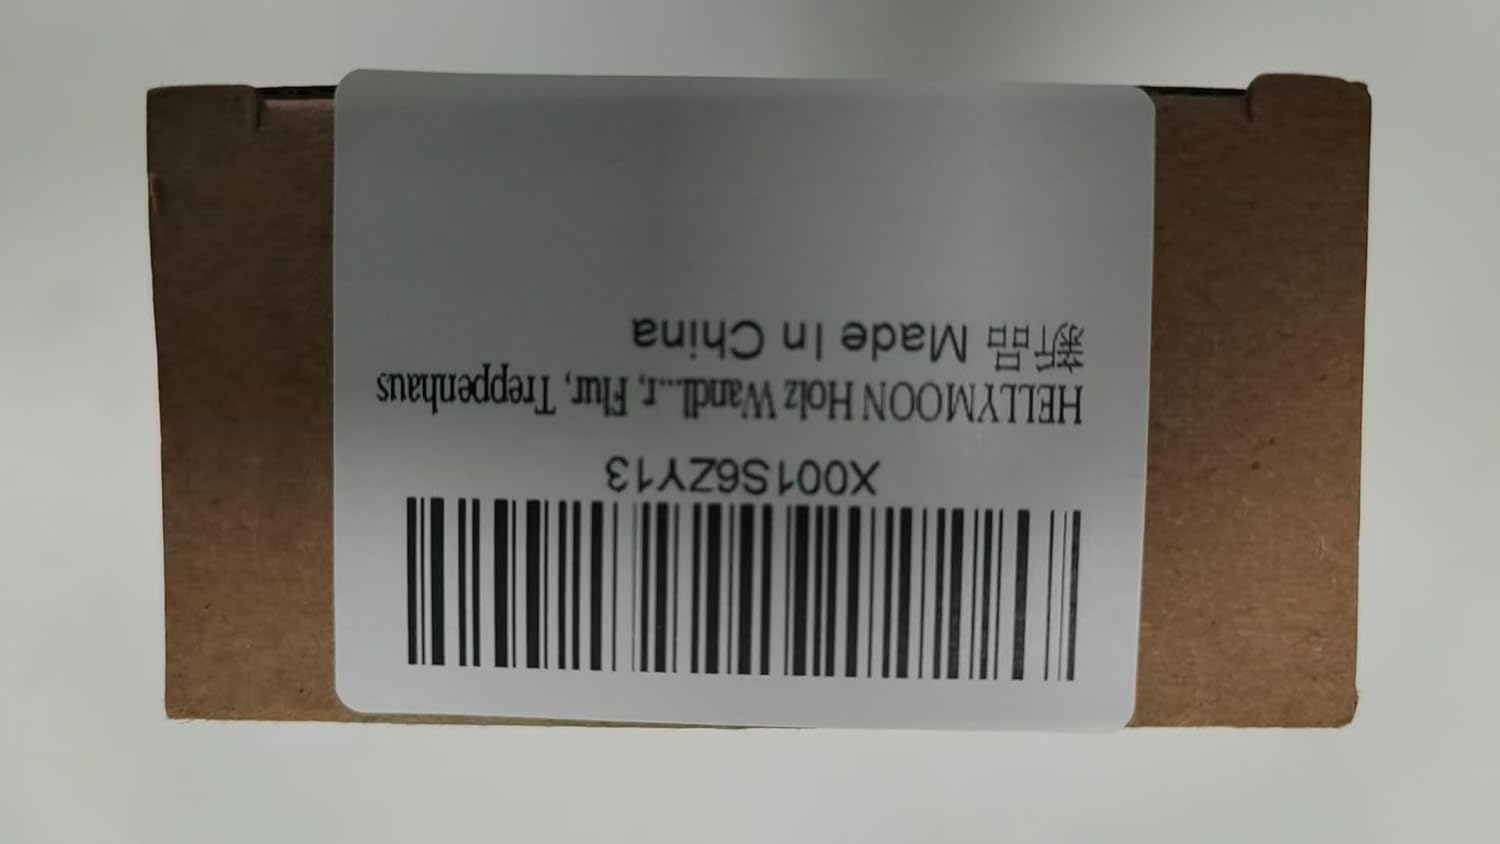 X001S6ZY13
HELLYMOON Holz Wandl...r, Flur, Treppenhaus
新品 Made In China